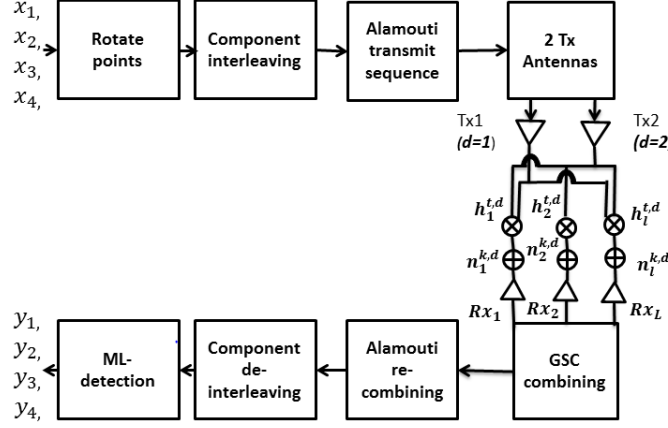 x₁,
x₂,
x₃,
x₄,
Rotate
points
Component
interleaving
Alamouti
transmit
sequence
2 Tx
Antennas
Tx1
(d=1)
Tx2
(d=2
h₁ᵗ,ᵈ
h₂ᵗ,ᵈ
hₗᵗ,ᵈ
n₁ᵏ,ᵈ
n₂ᵏ,ᵈ
nₗᵏ,ᵈ
Rx₁
Rx₂
Rx_L
GSC
combining
Alamouti
re-
combining
Component
de-
interleaving
ML-
detection
y₁,
y₂,
y₃,
y₄,